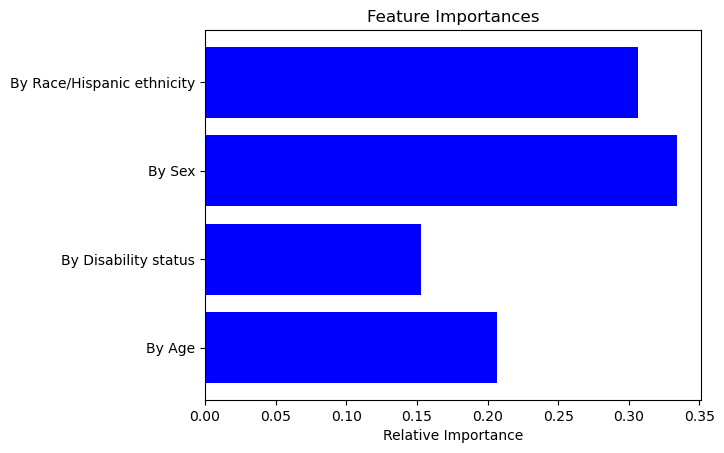 Feature Importances
By Race/Hispanic ethnicity
By Sex
By Disability status
By Age
0.00 0.05 0.10 0.15 0.20 0.25 0.30 0.35
Relative Importance